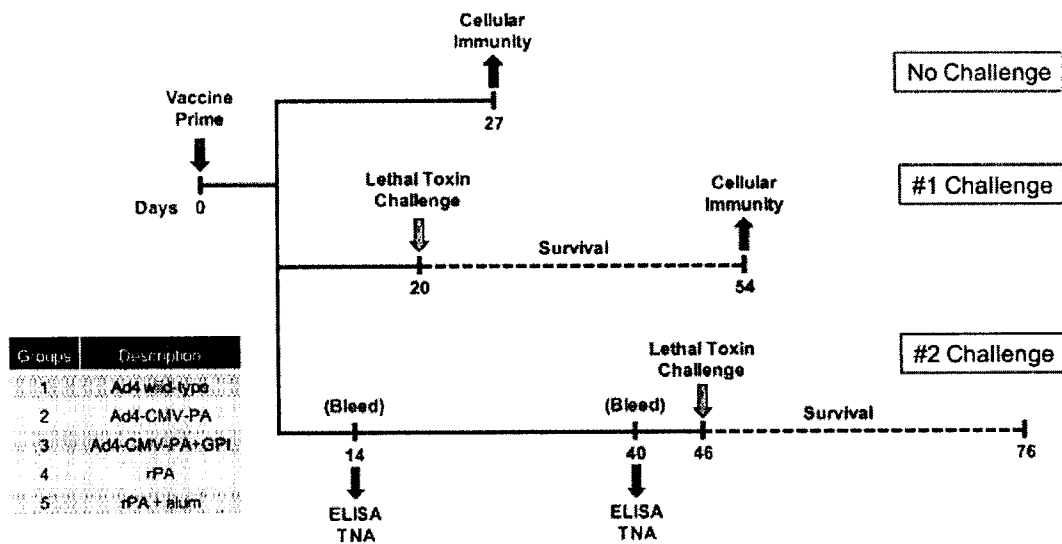 Cellular
Immunity
No Challenge
27
Vaccine
Prime
Days 0
Lethal Toxin
Challenge
Cellular
Immunity
#1 Challenge
Survival
20
54
Groups Description
1 Ad4 wild-type
2 Ad4-CMV-PA
3 Ad4-CMV-PA+GPI
4 rPA
5 rPA + alum
Lethal Toxin
Challenge
#2 Challenge
(Bleed)
(Bleed)
Survival
14
40
46
76
ELISA
TNA
ELISA
TNA